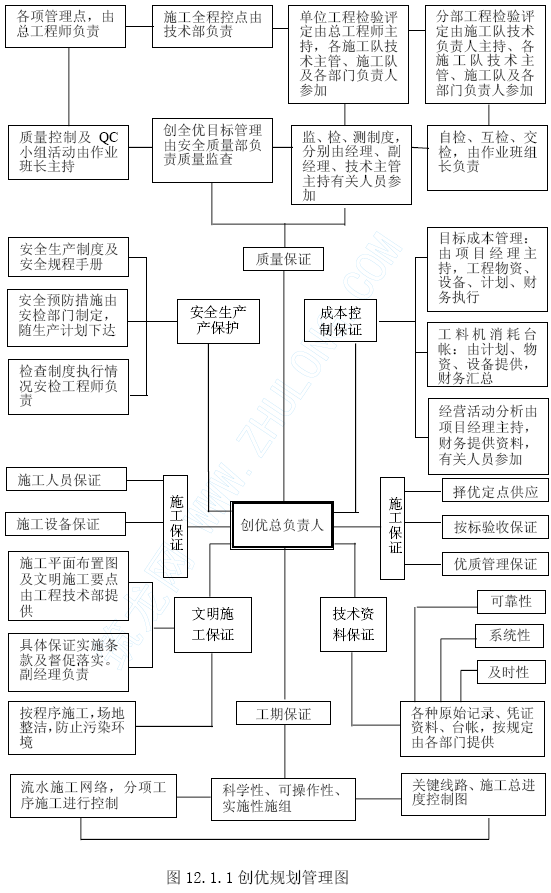 各项管理点，由
总工程师负责
施工全程控点由
技术部负责
单位工程检验评
定由总工程师主
持，各施工队技
术主管、施工队
及各部门负责人
参加
分部工程检验评
定由施工队技术
负责人主持、各
施工队技术主
管、施工队及各
部门负责人参加
质量控制及 QC
小组活动由作业
班长主持
创全优目标管理
由安全质量部负
责质量监查
监、检、测制度，
分别由经理、副
经理、技术主管
主持有关人员参
加
自检、互检、交
检，由作业班组
长负责
质量保证
安全生产制度及
安全规程手册
安全预防措施由
安检部门制定，
随生产计划下达
检查制度执行情
况安检工程师负
责
安全生产
产保护
成本控
制保证
目标成本管理：
由项目经理主
持，工程物资、
设备、计划、财
务执行
工料机消耗台
帐：由计划、物
资、设备提供，
财务汇总
经营活动分析由
项目经理主持，
财务提供资料，
有关人员参加
施工人员保证
施工设备保证
施工保证
创优总负责人
施工保证
择优定点供应
按标验收保证
优质管理保证
施工平面布置图
及文明施工要点
由工程技术部提
供
具体保证实施条
款及督促落实。
副经理负责
按程序施工，场地
整洁，防止污染环
境
文明施
工保证
技术资
料保证
可靠性
系统性
及时性
各种原始记录、凭证
资料、台帐，按规定
由各部门提供
工期保证
流水施工网络，分项工
序施工进行控制
科学性、可操作性、
实施性施组
关键线路、施工总进
度控制图
图 12.1.1 创优规划管理图
筑龙网 WWW.ZHULONG.COM